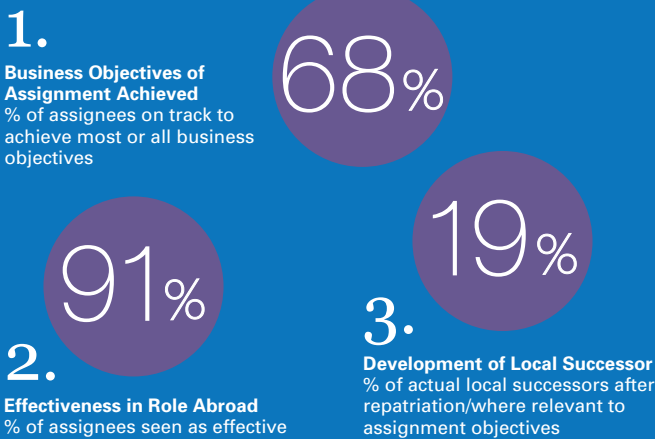 1.
Business Objectives of
Assignment Achieved
% of assignees on track to
achieve most or all business
objectives
68%
91%
2.
Effectiveness in Role Abroad
% of assignees seen as effective
19%
3.
Development of Local Successor
% of actual local successors after
repatriation/where relevant to
assignment objectives